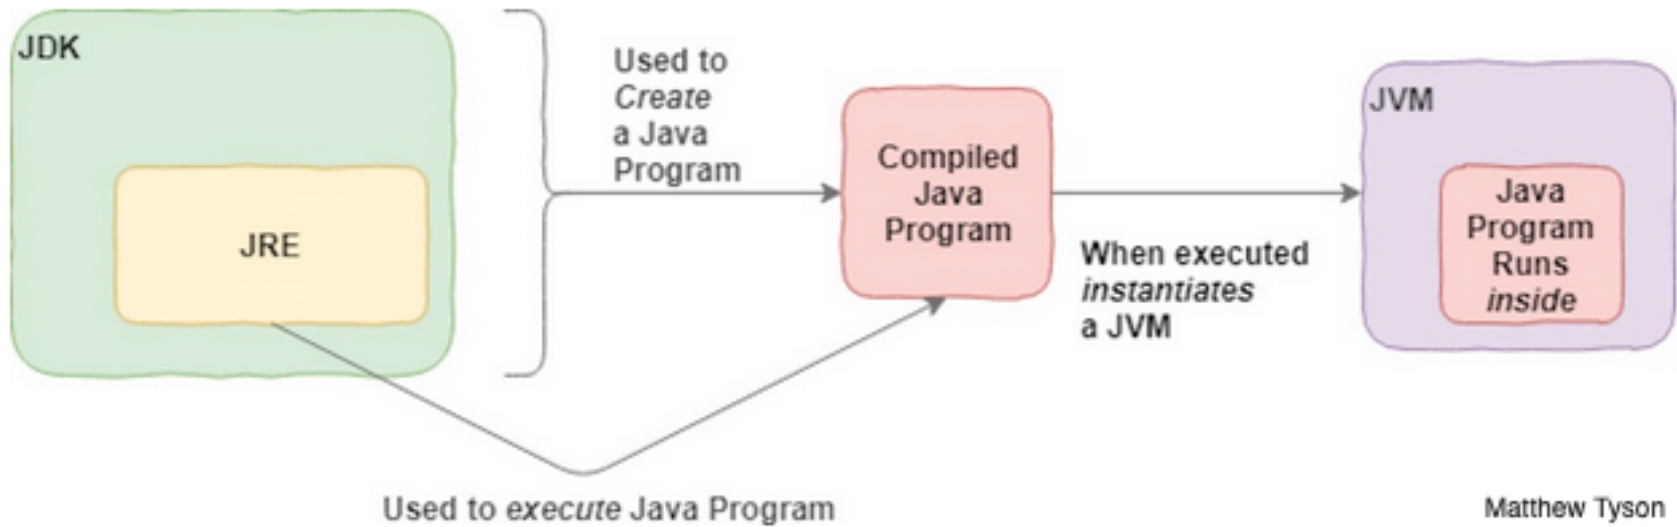 JDK
JRE
Used to
Create
a Java
Program
Compiled
Java
Program
When executed
instantiates
a JVM
JVM
Java
Program
Runs
inside
Used to execute Java Program
Matthew Tyson